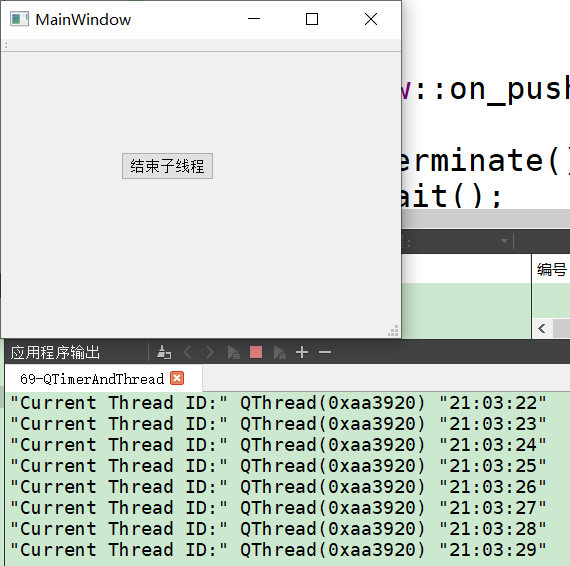 MainWindow
w::on_push
erminate()
ait();
结束子线程
编号
应用程序输出
69-QTimerAndThread
"Current Thread ID:" QThread(0xaa3920) "21:03:22"
"Current Thread ID:" QThread(0xaa3920) "21:03:23"
"Current Thread ID:" QThread(0xaa3920) "21:03:24"
"Current Thread ID:" QThread(0xaa3920) "21:03:25"
"Current Thread ID:" QThread(0xaa3920) "21:03:26"
"Current Thread ID:" QThread(0xaa3920) "21:03:27"
"Current Thread ID:" QThread(0xaa3920) "21:03:28"
"Current Thread ID:" QThread(0xaa3920) "21:03:29"